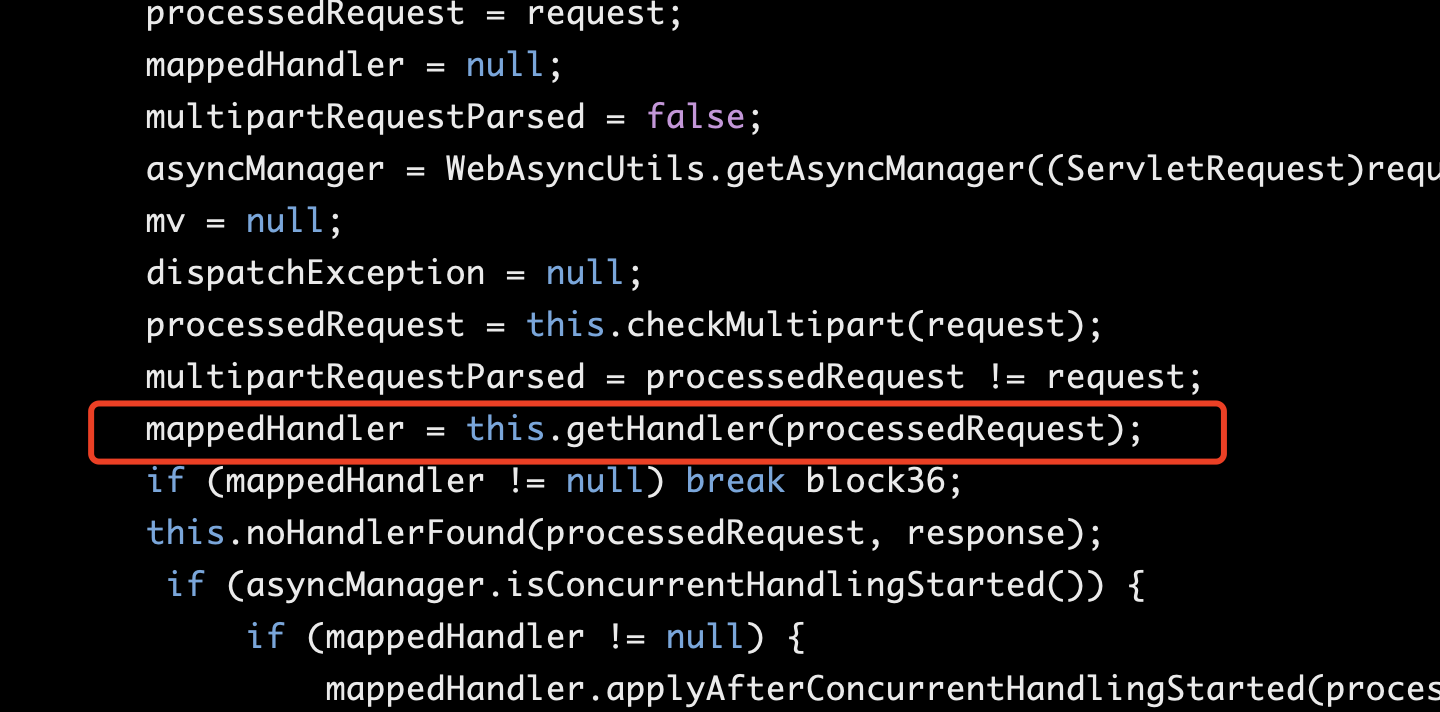 processedRequest = request;
mappedHandler = null;
multipartRequestParsed = false;
asyncManager = WebAsyncUtils.getAsyncManager((ServletRequest)requ
mv = null;
dispatchException = null;
processedRequest = this.checkMultipart(request);
multipartRequestParsed = processedRequest != request;
mappedHandler = this.getHandler(processedRequest);
if (mappedHandler != null) break block36;
this.noHandlerFound(processedRequest, response);
if (asyncManager.isConcurrentHandlingStarted()) {
if (mappedHandler != null) {
mappedHandler.applyAfterConcurrentHandlingStarted(proces